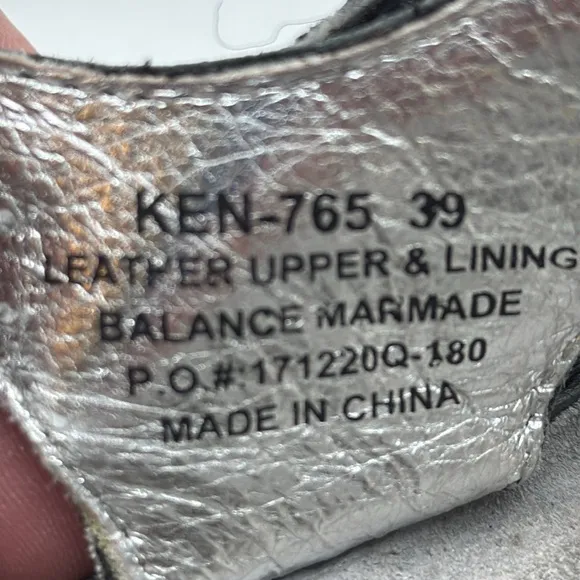 KEN-765 39
LEATHER UPPER & LINING
BALANCE MARMADE
P.O.#:171220Q-180
MADE IN CHINA